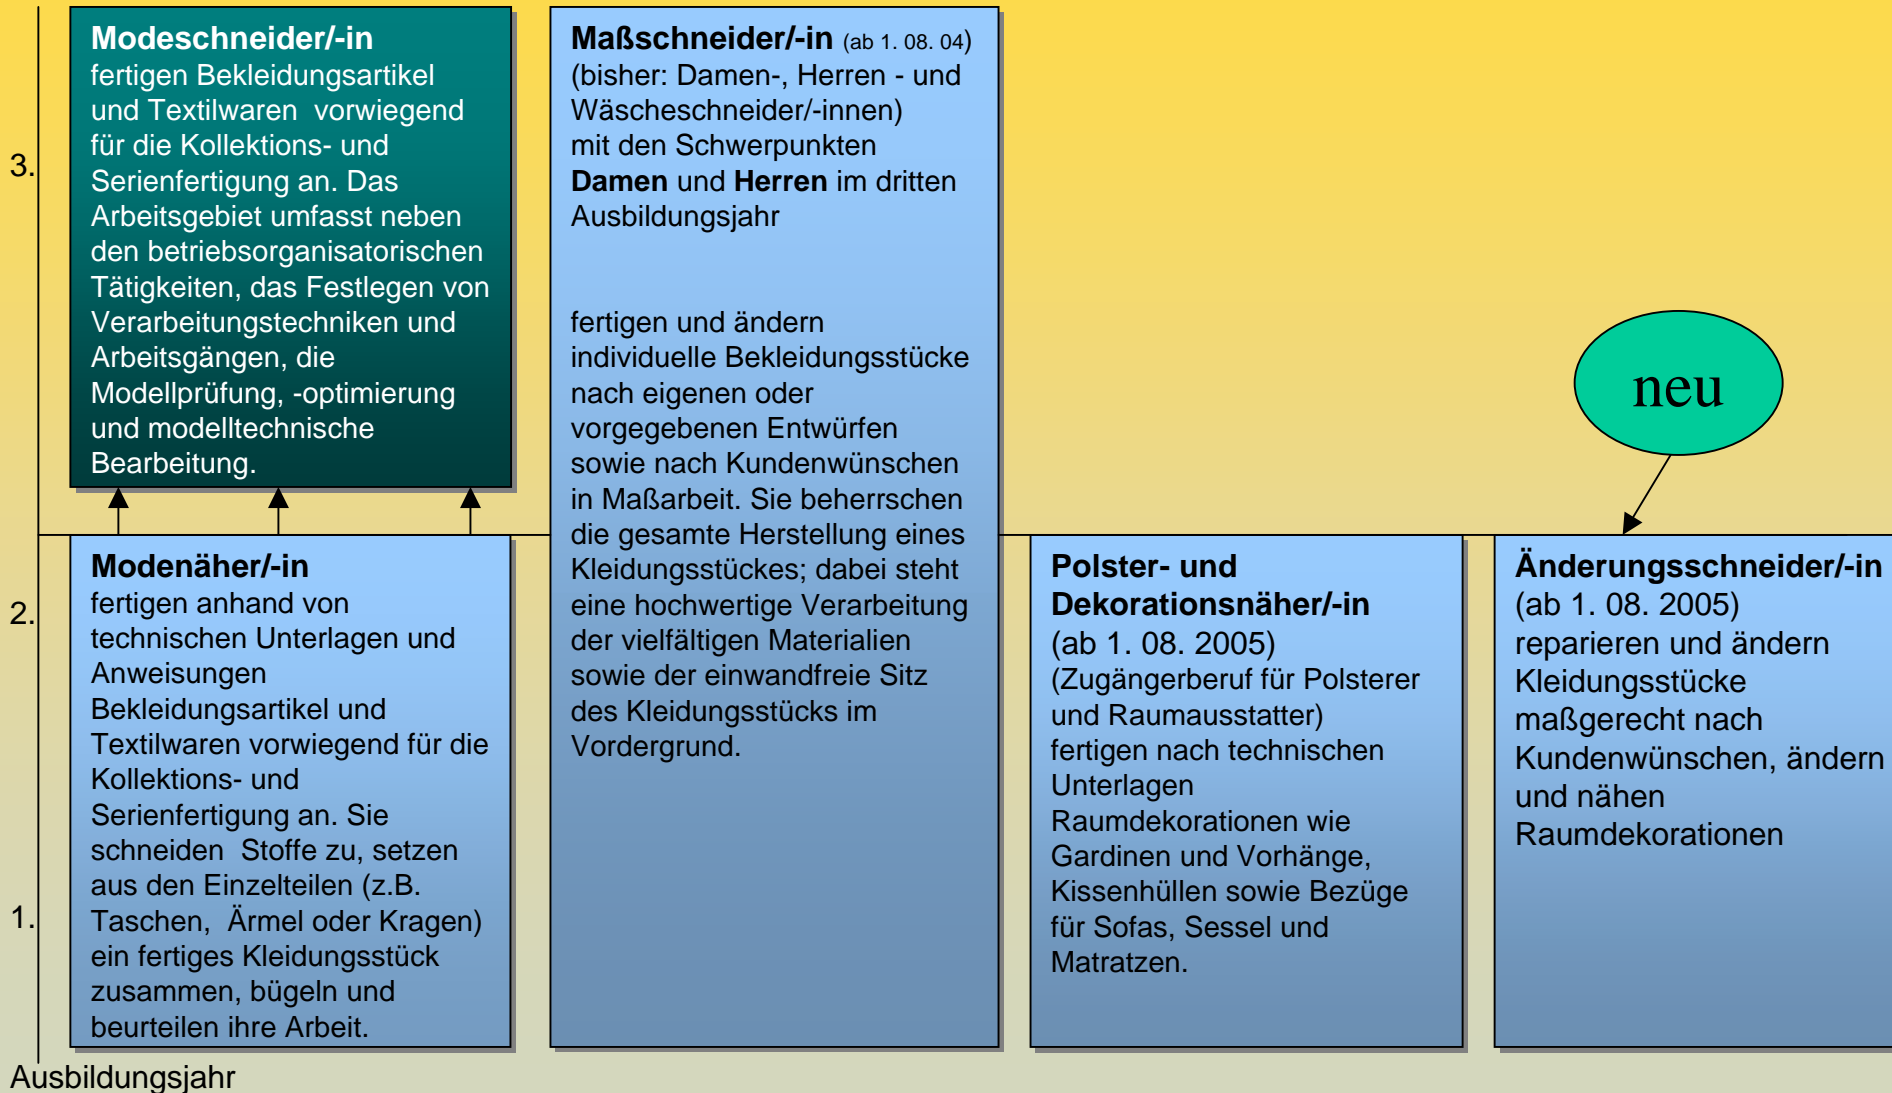 3.
2.
1.
Ausbildungsjahr
Modeschneider/-in
fertigen Bekleidungsartikel
und Textilwaren  vorwiegend
für die Kollektions- und
Serienfertigung an. Das
Arbeitsgebiet umfasst neben
den betriebsorganisatorischen
Tätigkeiten, das Festlegen von
Verarbeitungstechniken und
Arbeitsgängen, die
Modellprüfung, -optimierung
und modelltechnische
Bearbeitung.
Modenäher/-in
fertigen anhand von
technischen Unterlagen und
Anweisungen
Bekleidungsartikel und
Textilwaren vorwiegend für die
Kollektions- und
Serienfertigung an. Sie
schneiden  Stoffe zu, setzen
aus den Einzelteilen (z.B.
Taschen,  Ärmel oder Kragen)
ein fertiges Kleidungsstück
zusammen, bügeln und
beurteilen ihre Arbeit.
Maßschneider/-in (ab 1. 08. 04)
(bisher: Damen-, Herren - und
Wäscheschneider/-innen)
mit den Schwerpunkten
Damen und Herren im dritten
Ausbildungsjahr
fertigen und ändern
individuelle Bekleidungsstücke
nach eigenen oder
vorgegebenen Entwürfen
sowie nach Kundenwünschen
in Maßarbeit. Sie beherrschen
die gesamte Herstellung eines
Kleidungsstückes; dabei steht
eine hochwertige Verarbeitung
der vielfältigen Materialien
sowie der einwandfreie Sitz
des Kleidungsstücks im
Vordergrund.
Polster- und
Dekorationsnäher/-in
(ab 1. 08. 2005)
(Zugängerberuf für Polsterer
und Raumausstatter)
fertigen nach technischen
Unterlagen
Raumdekorationen wie
Gardinen und Vorhänge,
Kissenhüllen sowie Bezüge
für Sofas, Sessel und
Matratzen.
neu
Änderungsschneider/-in
(ab 1. 08. 2005)
reparieren und ändern
Kleidungsstücke
maßgerecht nach
Kundenwünschen, ändern
und nähen
Raumdekorationen